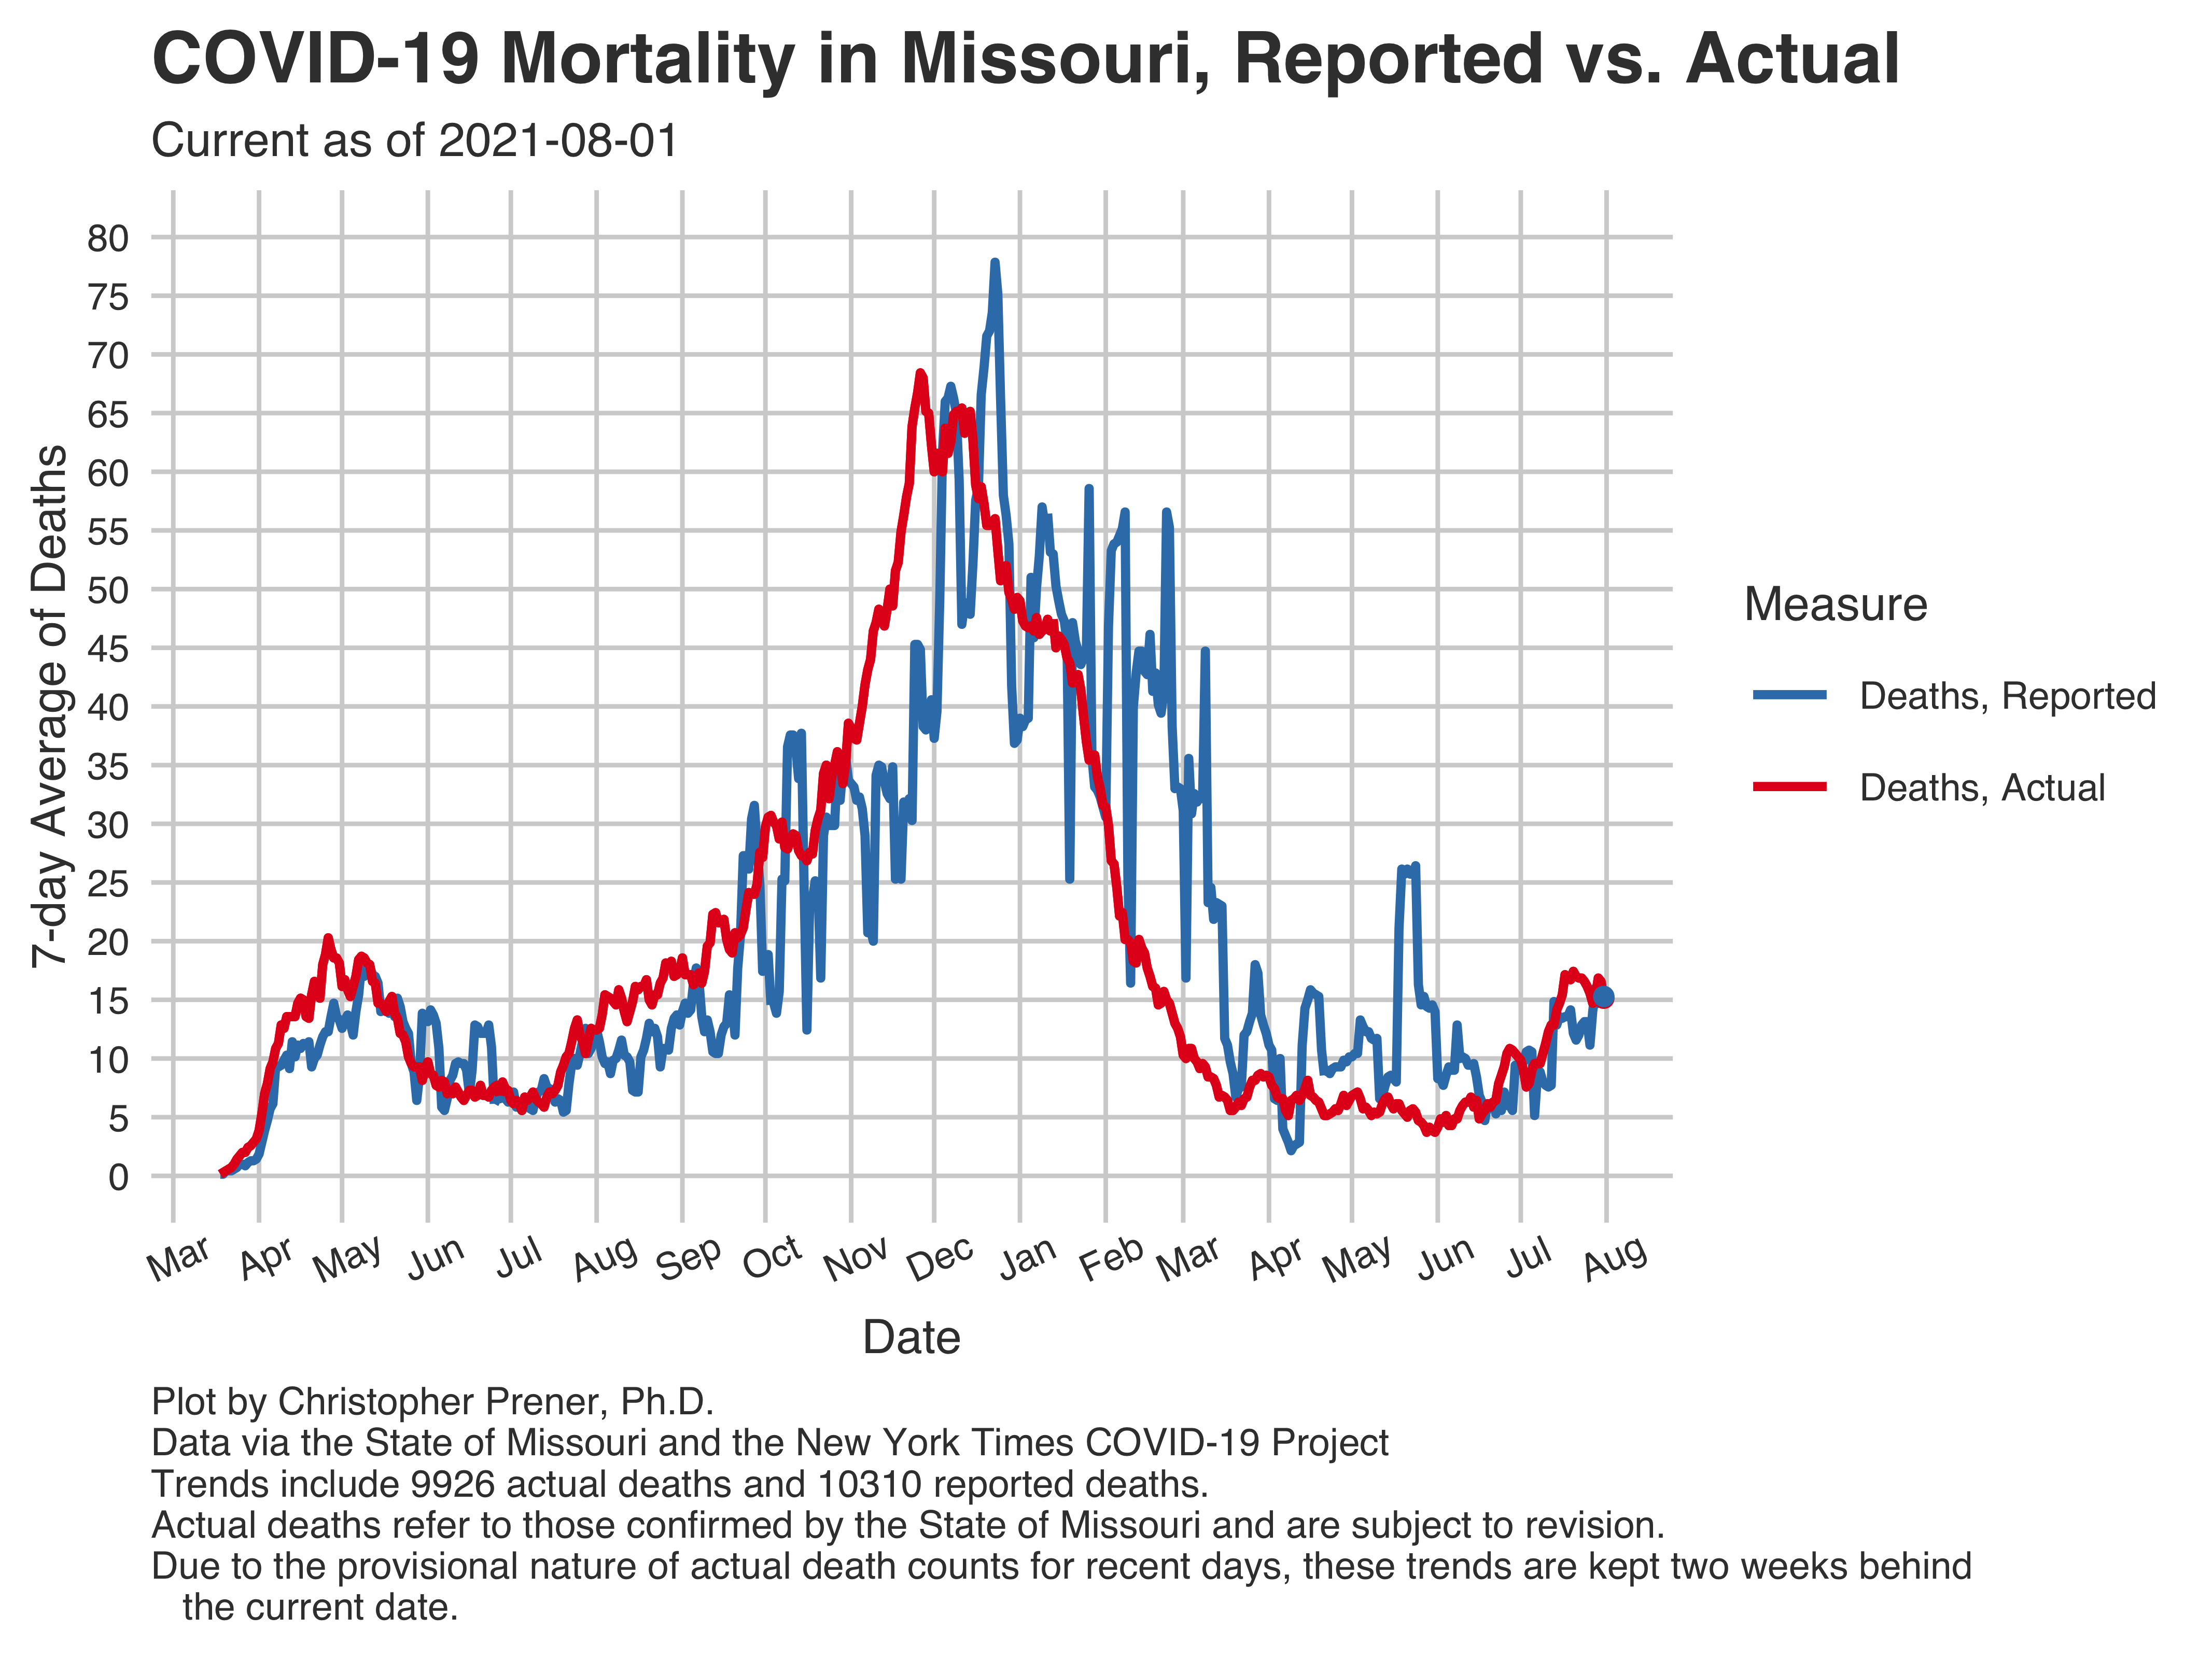 COVID-19 Mortality in Missouri, Reported vs. Actual
Current as of 2021-08-01
80
75
70
65
60
55
50
45
40
35
30
25
20
15
10
5
0
7-day Average of Deaths
Mar Apr May Jun Jul Aug Sep Oct Nov Dec Jan Feb Mar Apr May Jun Jul Aug
Date
Measure
Deaths, Reported
Deaths, Actual
Plot by Christopher Prener, Ph.D.
Data via the State of Missouri and the New York Times COVID-19 Project
Trends include 9926 actual deaths and 10310 reported deaths.
Actual deaths refer to those confirmed by the State of Missouri and are subject to revision.
Due to the provisional nature of actual death counts for recent days, these trends are kept two weeks behind
the current date.